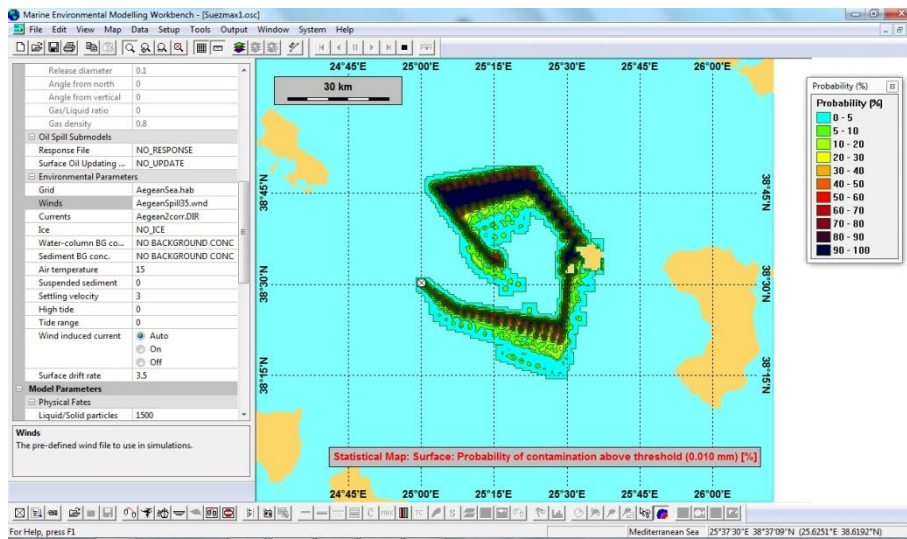 Marine Environmental Modelling Workbench - [Suezmax1.osc]
File Edit View Map Data Setup Tools Output Window System Help
Release diameter 0.1
Angle from north 0
Angle from vertical 0
Gas/Liquid ratio 0
Gas density 0.8
Oil Spill Submodels
Response File NO_RESPONSE
Surface Oil Updating ... NO_UPDATE
Environmental Parameters
Grid AegeanSea.hab
Winds AegeanSpill35.wnd
Currents Aegean2corr.DIR
Ice NO_ICE
Water-column BG co... NO BACKGROUND CONC
Sediment BG conc. NO BACKGROUND CONC
Air temperature 15
Suspended sediment 0
Settling velocity 3
High tide 0
Tide range 0
Wind induced current Auto
On
Off
Surface drift rate 3.5
Model Parameters
Physical Fates
Liquid/Solid particles 1500
Winds
The pre-defined wind file to use in simulations.
24°45'E 25°00'E 25°15'E 25°30'E 25°45'E 26°00'E
30 km
38°45'N 38°45'N
38°30'N 38°30'N
38°15'N 38°15'N
Statistical Map: Surface: Probability of contamination above threshold (0.010 mm) [%]
24°45'E 25°00'E 25°15'E 25°30'E 25°45'E 26°00'E
Probability (%)
Probability (%)
0 - 5
5 - 10
10 - 20
20 - 30
30 - 40
40 - 50
50 - 60
60 - 70
70 - 80
80 - 90
90 - 100
For Help, press F1
Mediterranean Sea 25°37'30"E 38°37'09"N (25.6251°E 38.6192°N)